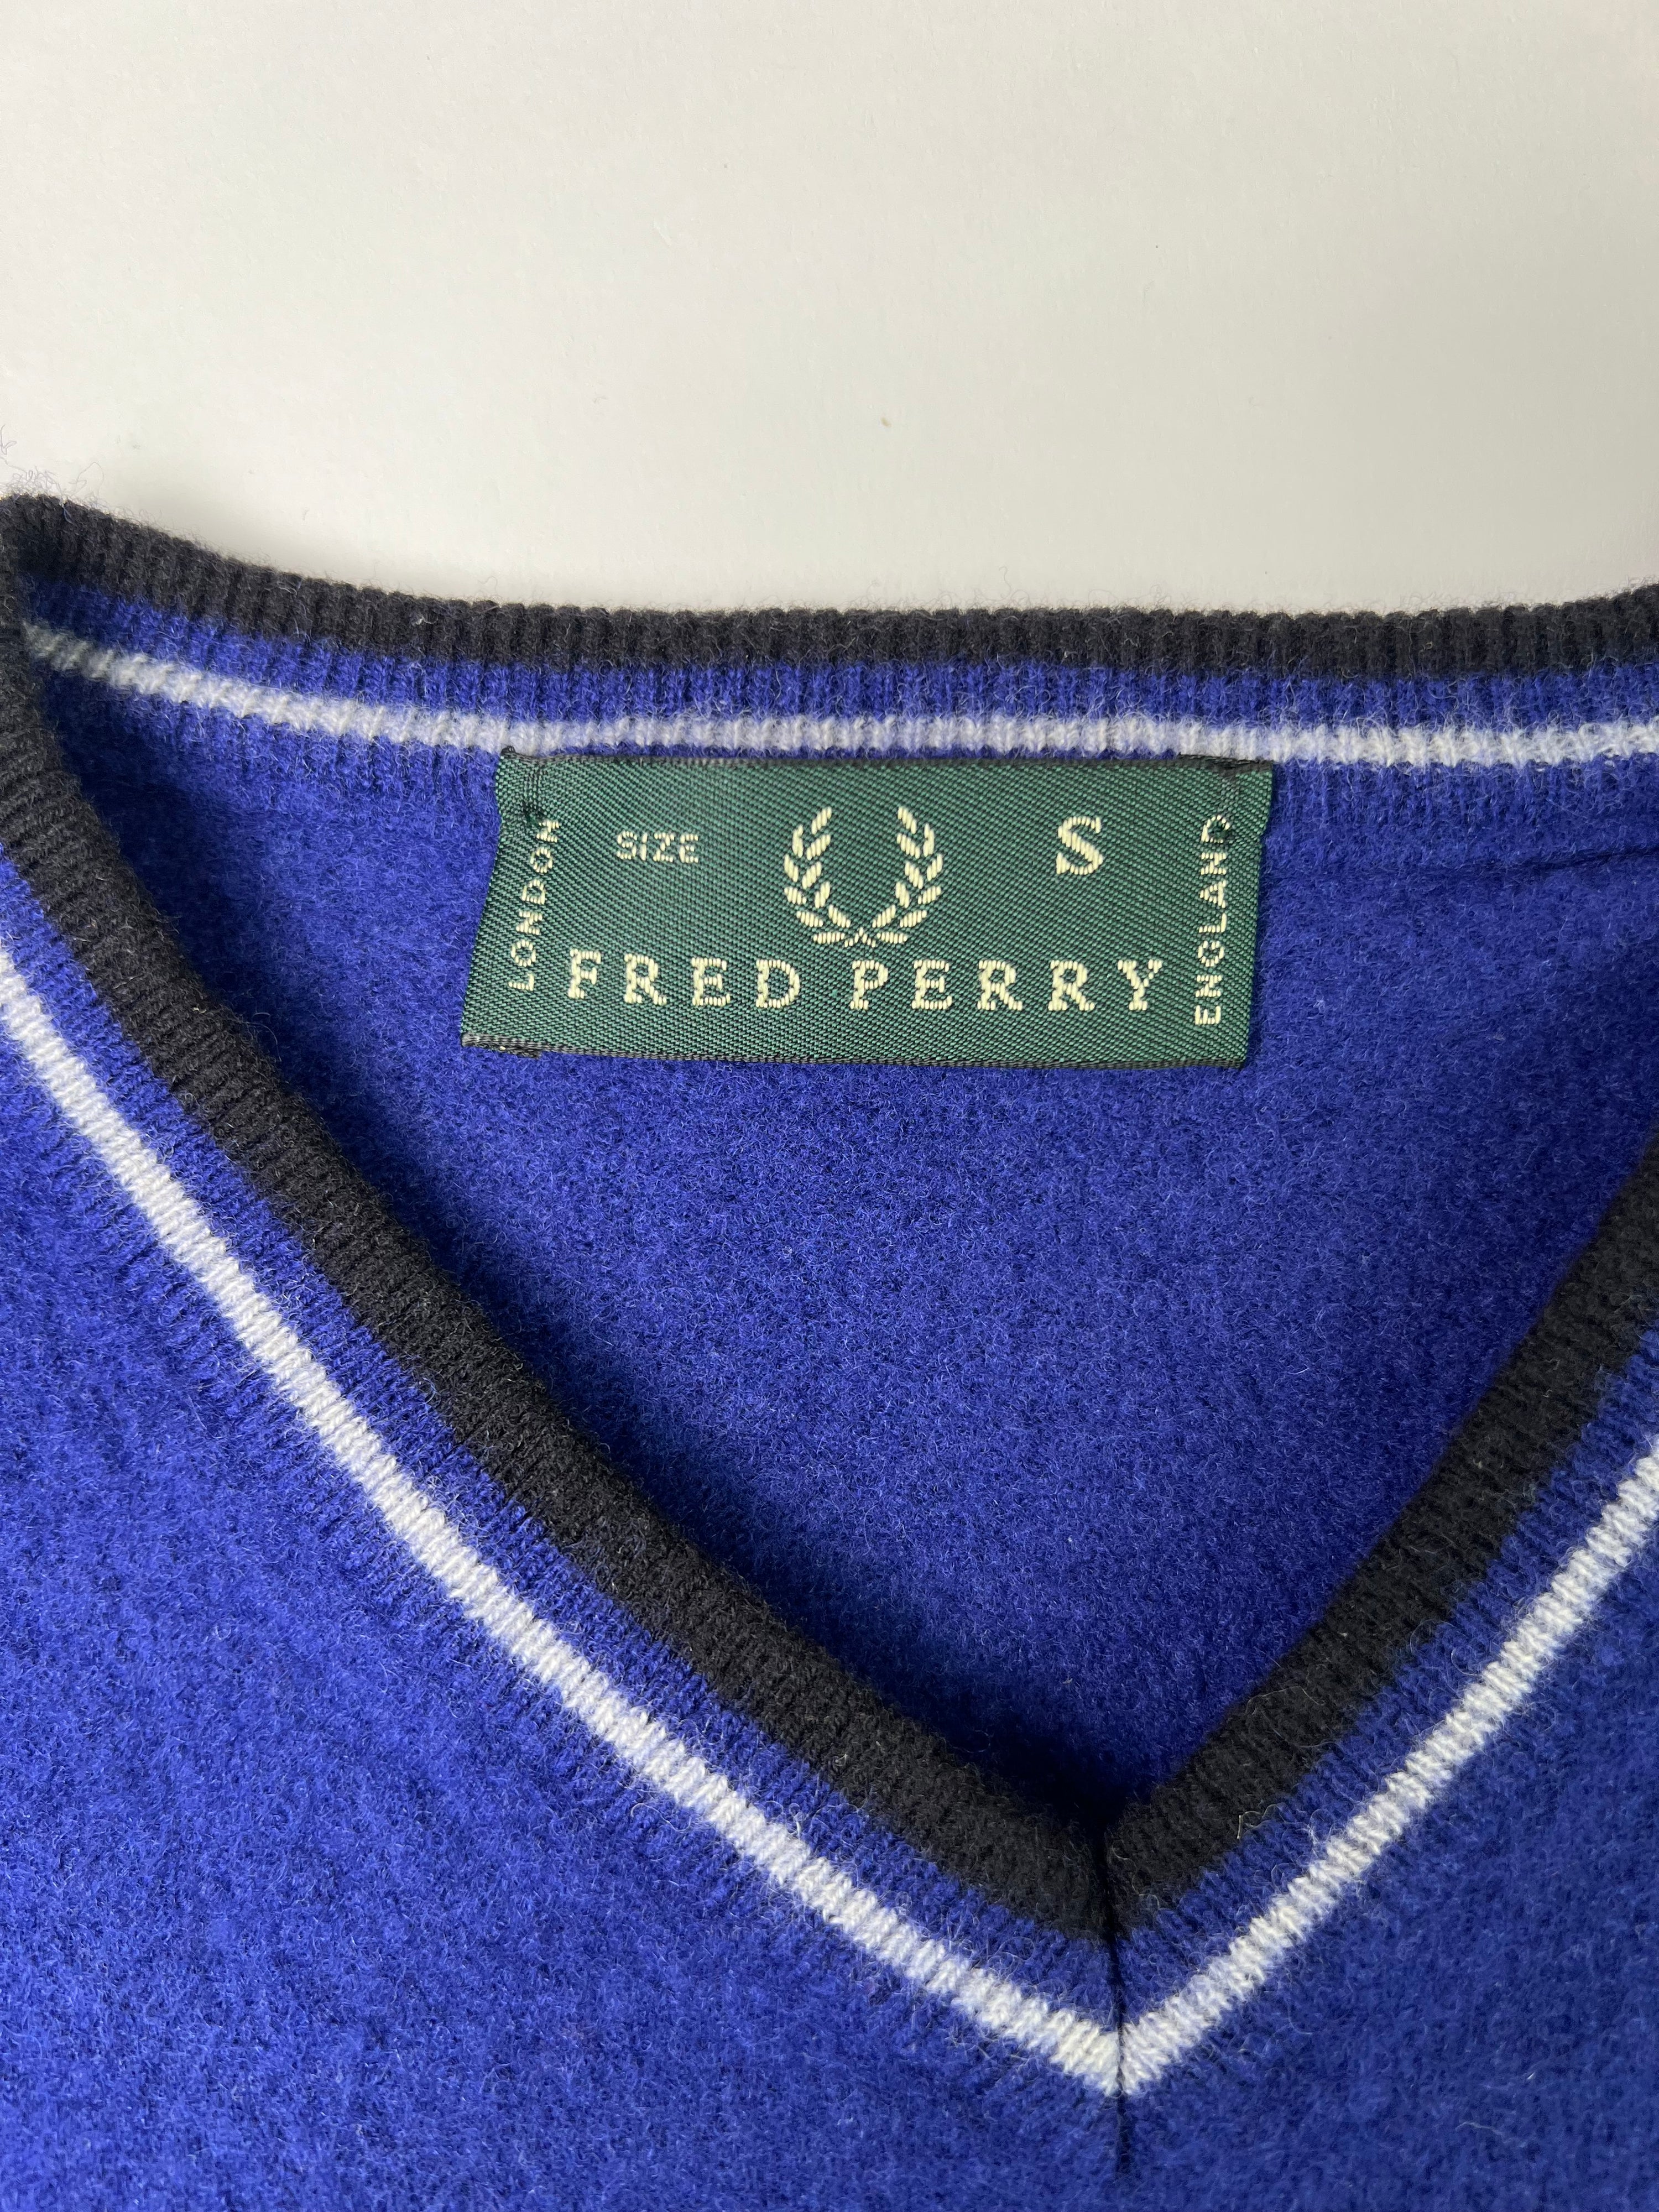 LONDON
SIZE S
FRED PERRY
ENGLAND